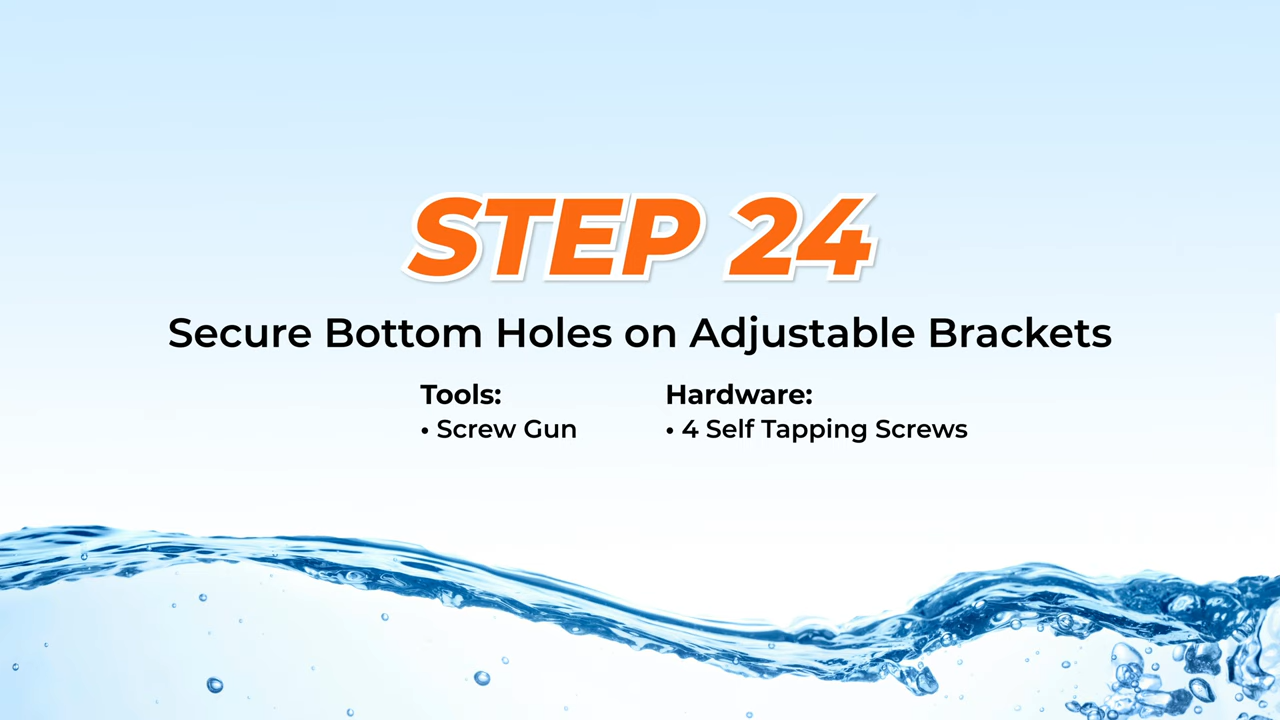 STEP 24
Secure Bottom Holes on Adjustable Brackets
Tools:
• Screw Gun
Hardware:
• 4 Self Tapping Screws